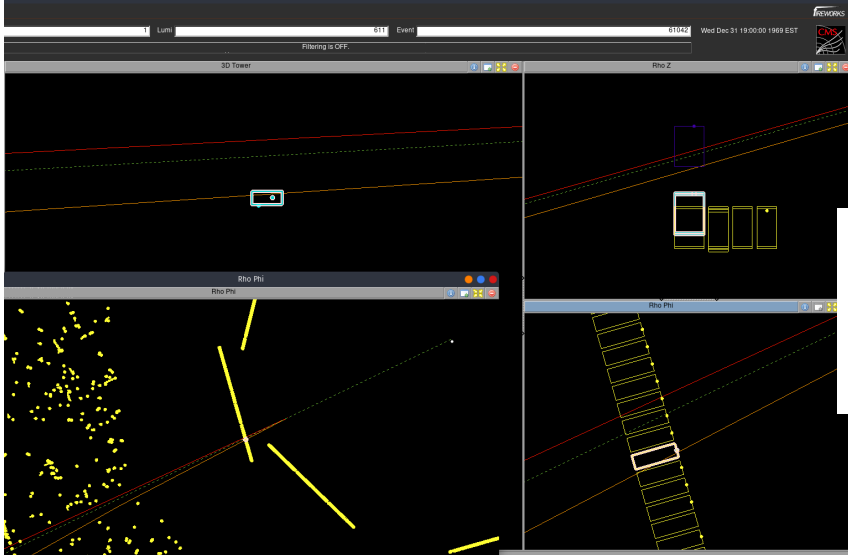 FIREWORKS
1 Lumi 611 Event 61042 Wed Dec 31 19:00:00 1969 EST
CMS
Filtering is OFF.
3D Tower
Rho Z
Rho Phi
Rho Phi
Rho Phi